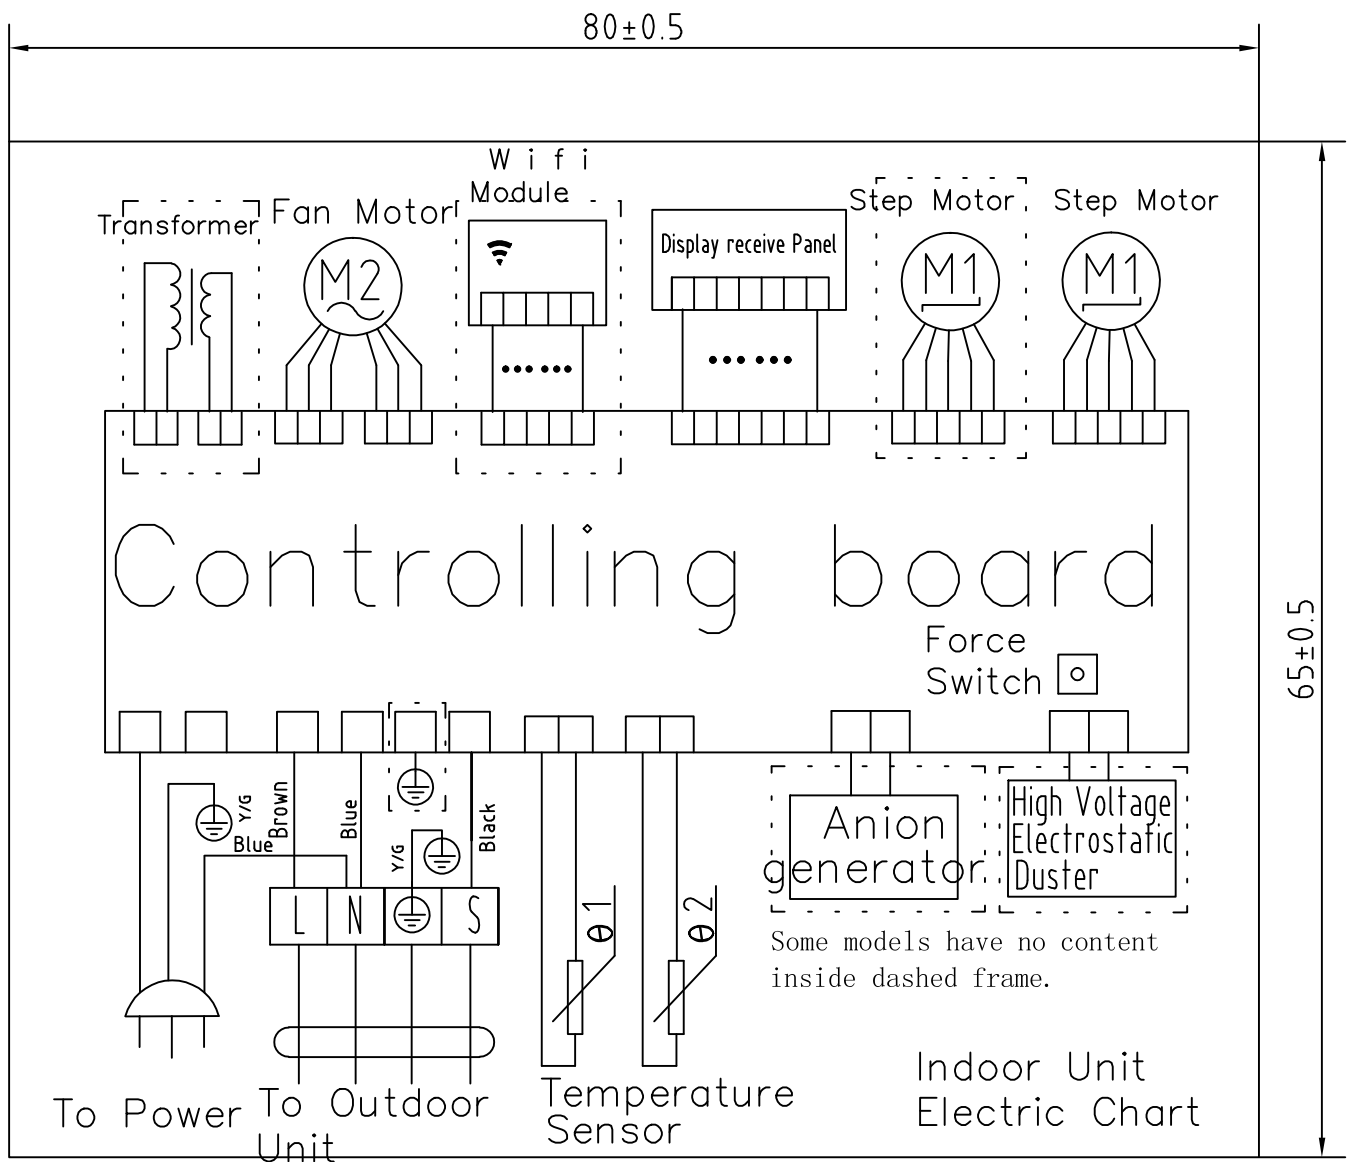 80±0.5
Wifi
Module
Transformer
Fan Motor
Step Motor
Step Motor
Display receive Panel
M2
M1
M1
Controlling board
65±0.5
Force
Switch
Y/G
Brown
Blue
Blue
Y/G
Black
L
N
S
θ1
θ2
Anion
generator
High Voltage
Electrostatic
Duster
Some models have no content
inside dashed frame.
To Power
To Outdoor
Unit
Temperature
Sensor
Indoor Unit
Electric Chart